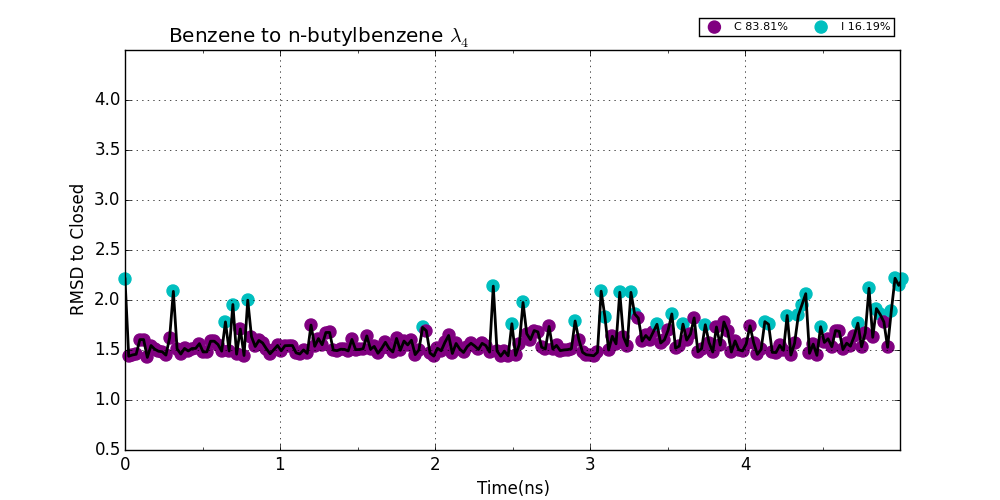 Benzene to n-butylbenzene λ₄
C 83.81% I 16.19%
4.0
3.5
3.0
2.5
2.0
1.5
1.0
0.5
RMSD to Closed
0 1 2 3 4
Time(ns)